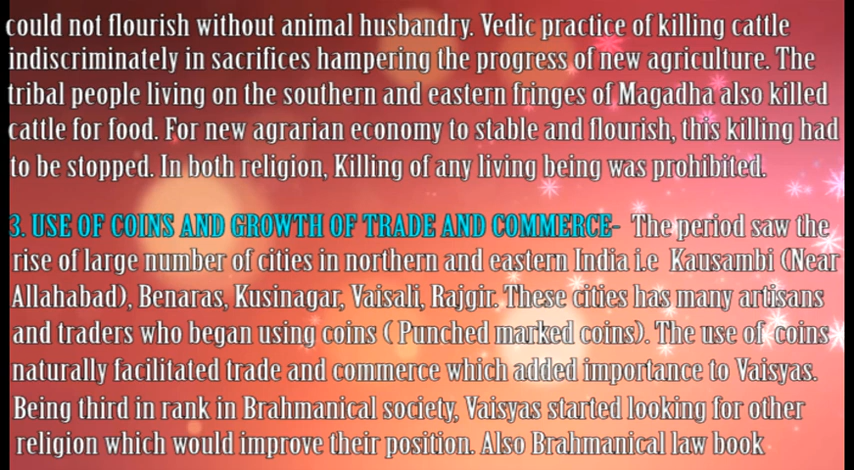 could not flourish without animal husbandry. Vedic practice of killing cattle
indiscriminately in sacrifices hampering the progress of new agriculture. The
tribal people living on the southern and eastern fringes of Magadha also killed
cattle for food. For new agrarian economy to stable and flourish, this killing had
to be stopped. In both religion, Killing of any living being was prohibited.
3. USE OF COINS AND GROWTH OF TRADE AND COMMERCE- The period saw the
rise of large number of cities in northern and eastern India i.e Kausambi (Near
Allahabad), Benaras, Kusinagar, Vaisali, Rajgir. These cities has many artisans
and traders who began using coins ( Punched marked coins). The use of coins
naturally facilitated trade and commerce which added importance to Vaisyas.
Being third in rank in Brahmanical society, Vaisyas started looking for other
religion which would improve their position. Also Brahmanical law book